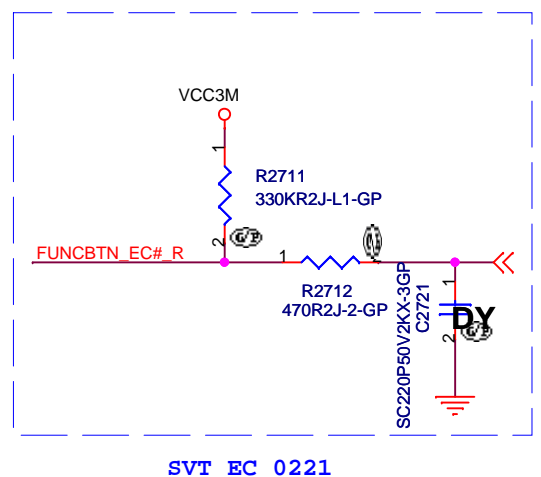 VCC3M
1
R2711
330KR2J-L1-GP
2
G/P
FUNCBTN_EC#_R
1
R2712
470R2J-2-GP
SC220P50V2KX-3GP
C2721
1
DY
2
G/P
SVT EC 0221